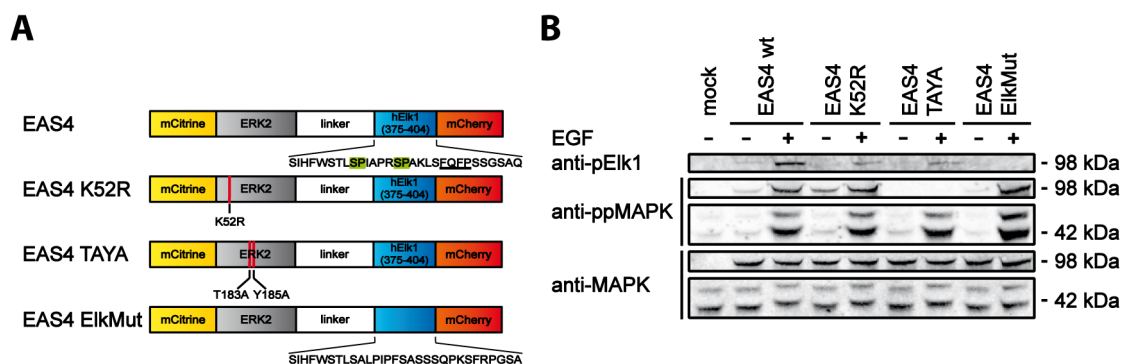 A
EAS4
mCitrine ERK2 linker hElk1 (375-404) mCherry
SIHFWSTLSPIAPRSPAKLSFQFPSSGSAQ
EAS4 K52R
mCitrine ERK2 linker hElk1 (375-404) mCherry
K52R
EAS4 TAYA
mCitrine ERK2 linker hElk1 (375-404) mCherry
T183A Y185A
EAS4 ElkMut
mCitrine ERK2 linker mCherry
SIHFWSTLSALPIPFSASSSQPKSFRPGSA
B
mock
EAS4 wt
EAS4 K52R
EAS4 TAYA
EAS4 ElkMut
EGF - - + - + - + - +
anti-pElk1 - 98 kDa
- 98 kDa
anti-ppMAPK
- 42 kDa
- 98 kDa
anti-MAPK
- 42 kDa